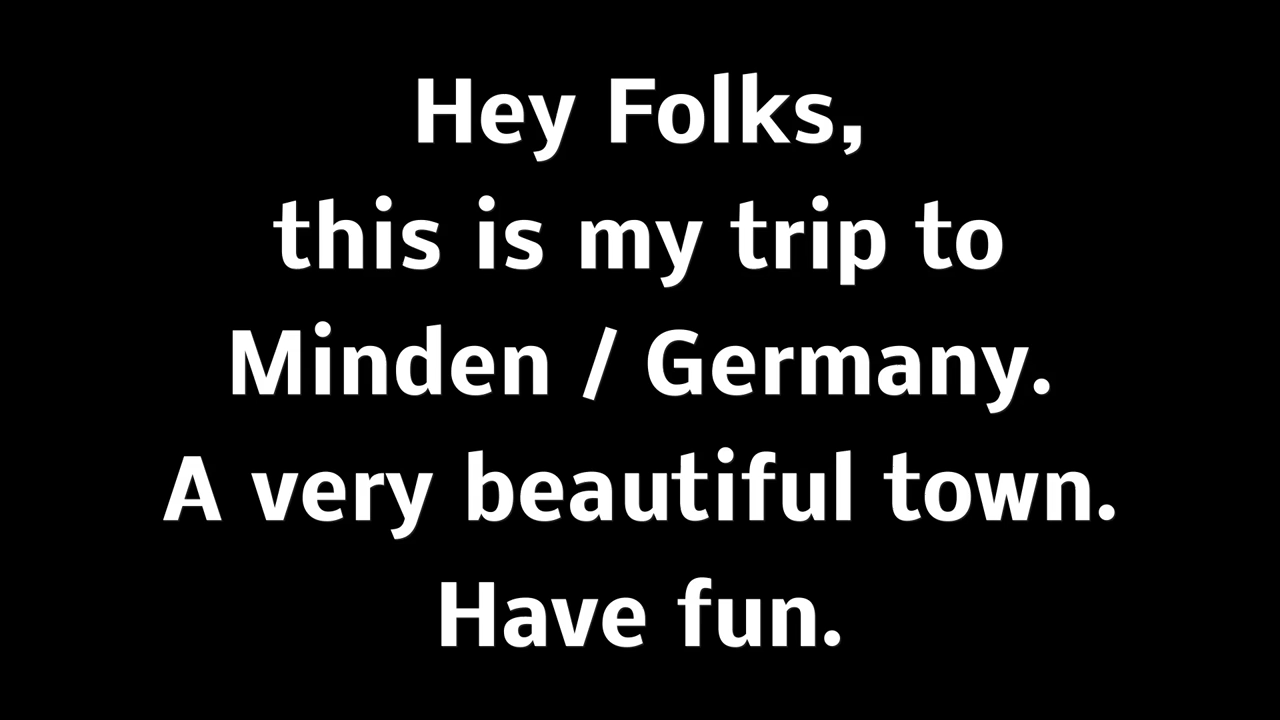 Hey Folks,
this is my trip to
Minden / Germany.
A very beautiful town.
Have fun.